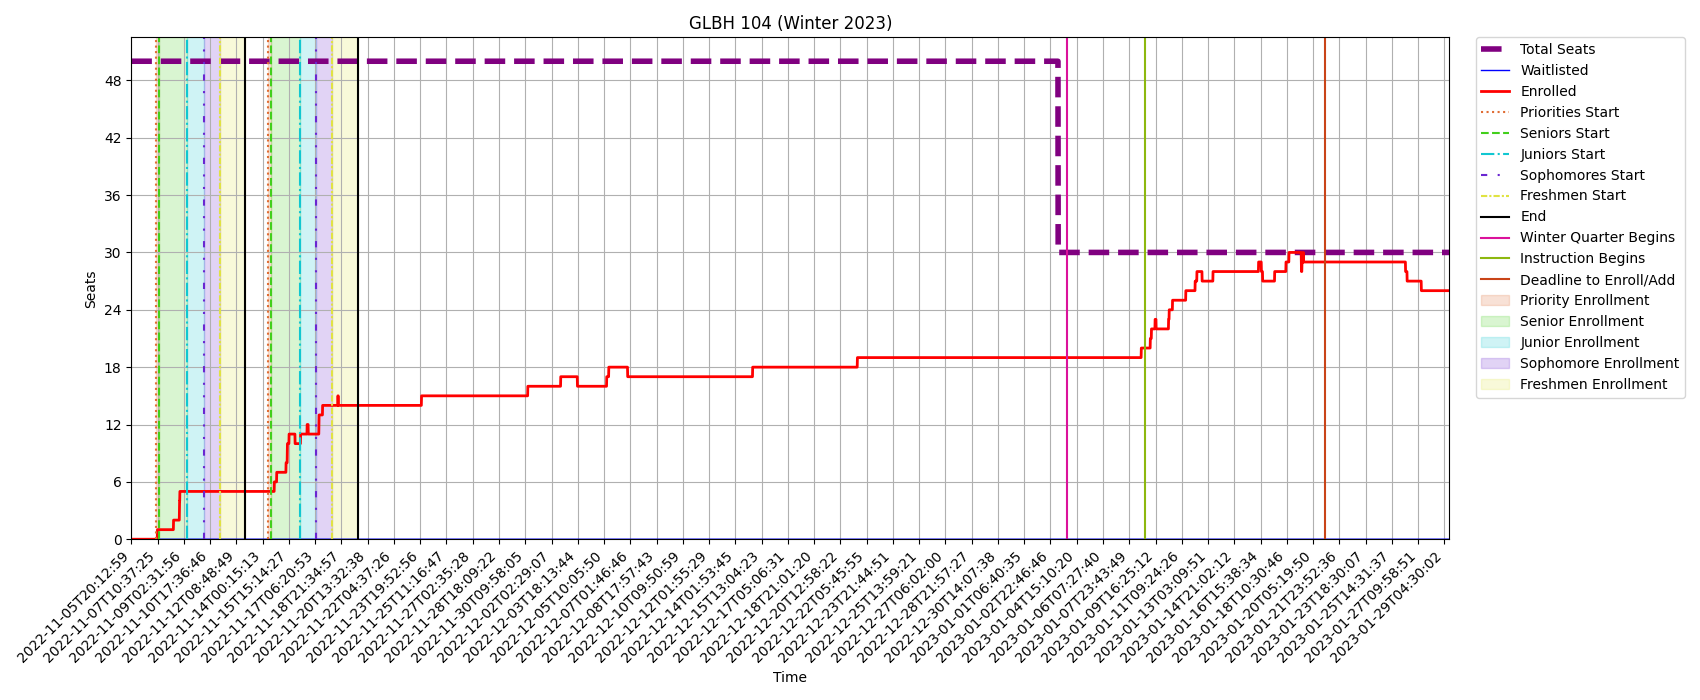 GLBH 104 (Winter 2023)
Seats
48
42
36
30
24
18
12
6
0
2022-11-05T20:12:59
2022-11-07T10:37:25
2022-11-09T02:31:56
2022-11-10T17:36:46
2022-11-12T08:48:49
2022-11-14T00:15:13
2022-11-15T15:14:27
2022-11-17T06:20:53
2022-11-18T21:34:57
2022-11-20T13:32:38
2022-11-22T04:37:26
2022-11-23T19:52:56
2022-11-25T11:16:47
2022-11-27T02:35:28
2022-11-28T18:09:22
2022-11-30T09:58:05
2022-12-02T02:29:07
2022-12-03T18:13:44
2022-12-05T10:05:50
2022-12-07T01:46:46
2022-12-08T17:57:43
2022-12-10T09:50:59
2022-12-12T01:55:29
2022-12-14T01:53:45
2022-12-15T13:04:23
2022-12-17T05:06:31
2022-12-18T21:01:20
2022-12-20T12:58:22
2022-12-22T05:45:55
2022-12-23T21:44:51
2022-12-25T13:59:21
2022-12-27T06:02:00
2022-12-28T21:57:27
2022-12-30T14:07:38
2023-01-01T06:40:35
2023-01-02T22:46:46
2023-01-04T15:10:20
2023-01-06T07:27:40
2023-01-07T23:43:49
2023-01-09T16:25:12
2023-01-11T09:24:26
2023-01-13T03:09:51
2023-01-14T21:02:12
2023-01-16T15:38:34
2023-01-18T10:30:46
2023-01-20T05:19:50
2023-01-21T23:52:36
2023-01-23T18:30:07
2023-01-25T14:31:37
2023-01-27T09:58:51
2023-01-29T04:30:02
Time
Total Seats
Waitlisted
Enrolled
Priorities Start
Seniors Start
Juniors Start
Sophomores Start
Freshmen Start
End
Winter Quarter Begins
Instruction Begins
Deadline to Enroll/Add
Priority Enrollment
Senior Enrollment
Junior Enrollment
Sophomore Enrollment
Freshmen Enrollment